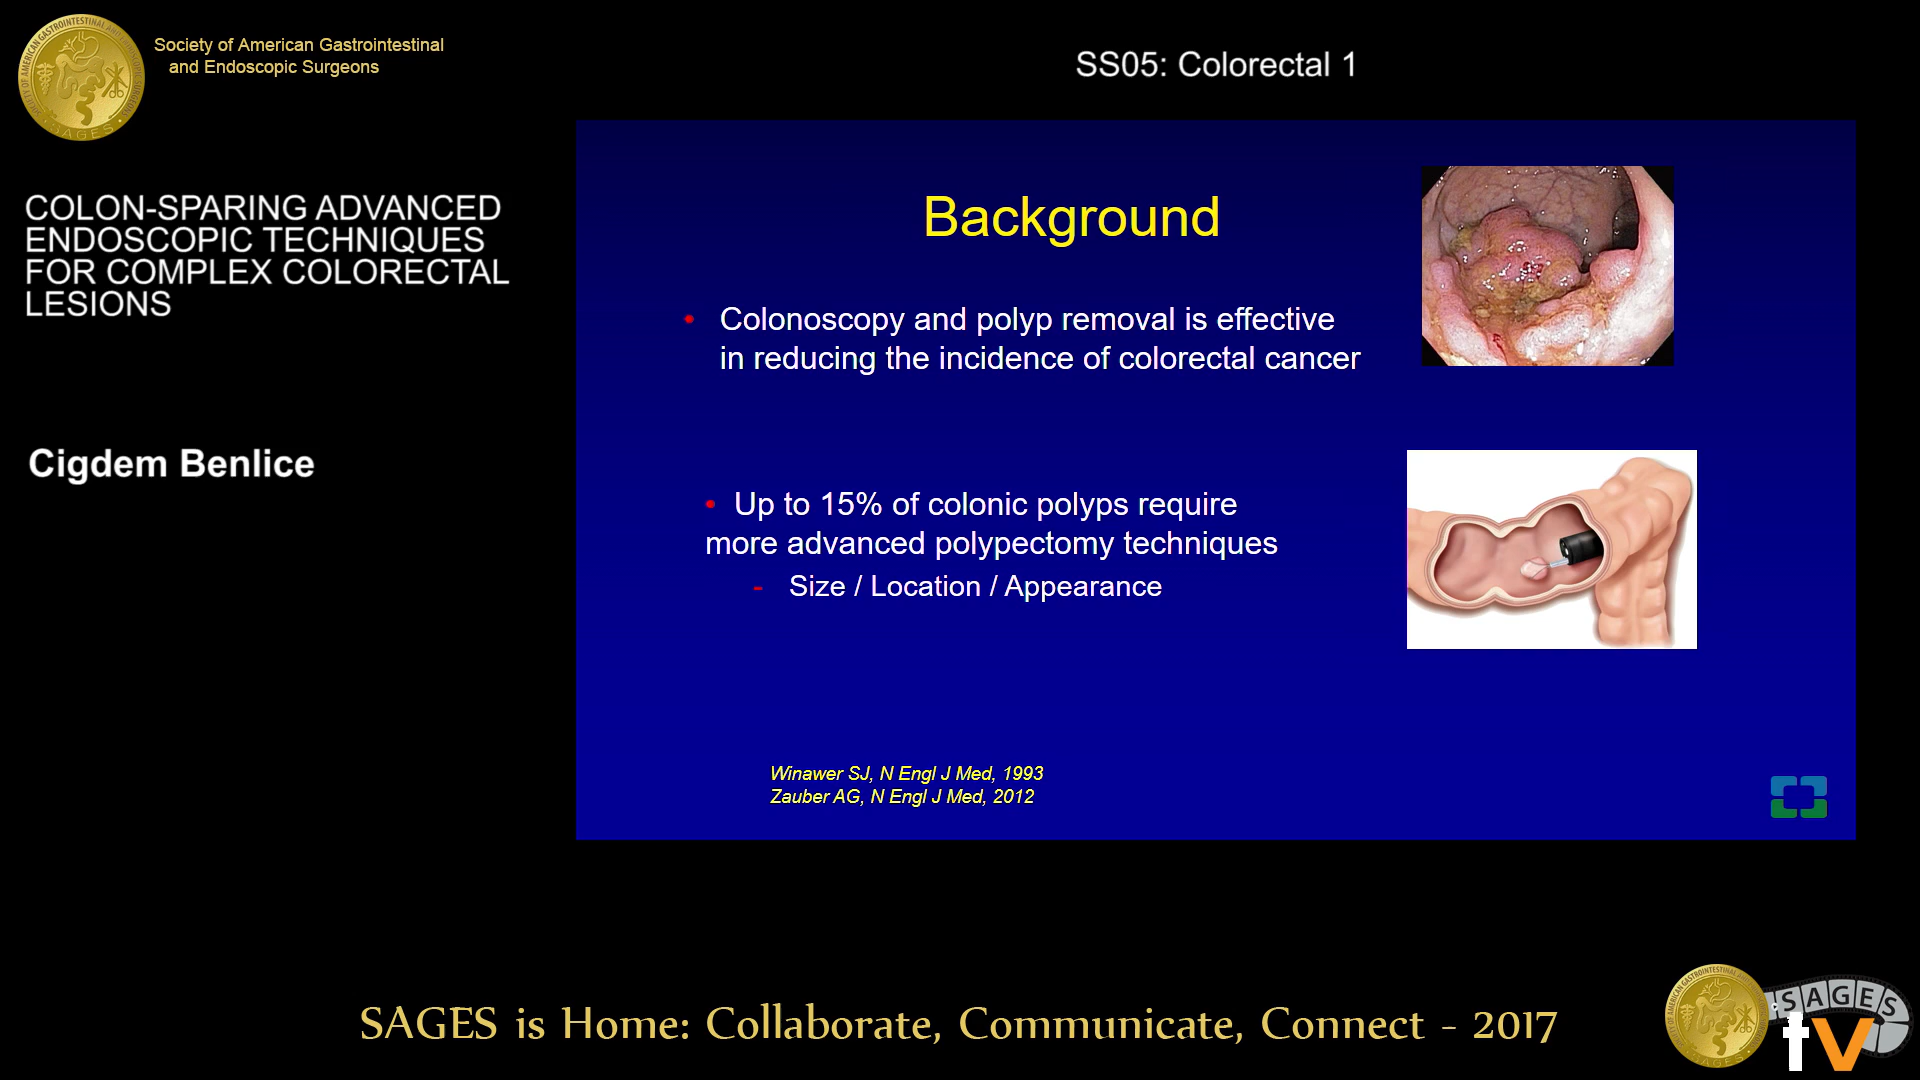 Society of American Gastrointestinal
and Endoscopic Surgeons
SS05: Colorectal 1
COLON-SPARING ADVANCED
ENDOSCOPIC TECHNIQUES
FOR COMPLEX COLORECTAL
LESIONS
Cigdem Benlice
Background
• Colonoscopy and polyp removal is effective
in reducing the incidence of colorectal cancer
• Up to 15% of colonic polyps require
more advanced polypectomy techniques
- Size / Location / Appearance
Winawer SJ, N Engl J Med, 1993
Zauber AG, N Engl J Med, 2012
SAGES is Home: Collaborate, Communicate, Connect - 2017
SAGES
tv